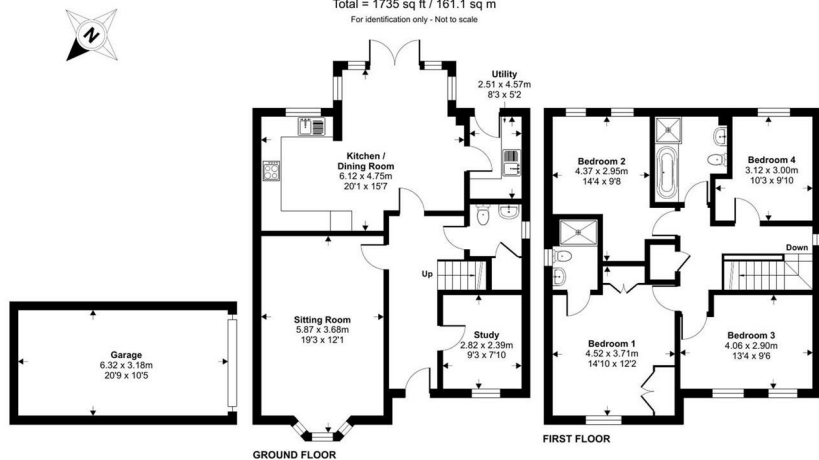 Total = 1735 sq ft / 161.1 sq m
For identification only - Not to scale
N
Utility
2.51 x 4.57m
8'3 x 5'2
Kitchen /
Dining Room
6.12 x 4.75m
20'1 x 15'7
Bedroom 2
4.37 x 2.95m
14'4 x 9'8
Bedroom 4
3.12 x 3.00m
10'3 x 9'10
Up
Down
Sitting Room
5.87 x 3.68m
19'3 x 12'1
Study
2.82 x 2.39m
9'3 x 7'10
Bedroom 1
4.52 x 3.71m
14'10 x 12'2
Bedroom 3
4.06 x 2.90m
13'4 x 9'6
Garage
6.32 x 3.18m
20'9 x 10'5
GROUND FLOOR
FIRST FLOOR